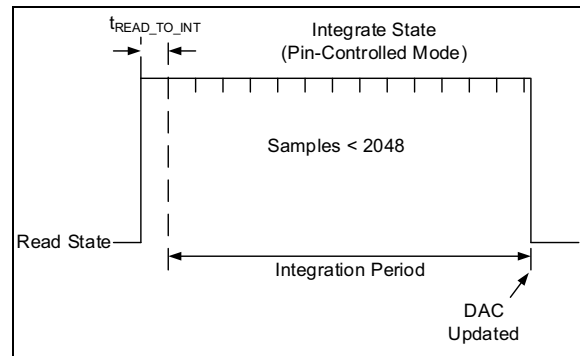 tREAD_TO_INT
Integrate State
(Pin-Controlled Mode)
Samples < 2048
Read State
Integration Period
DAC
Updated